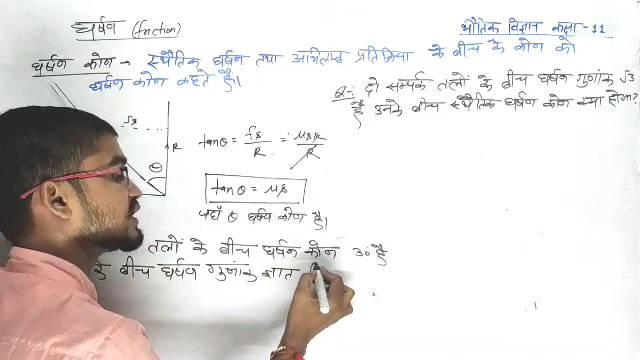 घर्षण (friction)
भौतिक विज्ञान कक्षा - 11
घर्षण कोण - स्थैतिक घर्षण तथा अभिलम्ब प्रतिक्रिया के बीच के कोण को
घर्षण कोण कहते है।
fs
R
θ
tanθ = fs/R = μsR/R
tanθ = μs
जहाँ θ घर्षण कोण है।
Q-: दो सम्पर्क तलों के बीच घर्षण गुणांक √3
है उनके बीच स्थैतिक घर्षण कोण क्या होगा?
तलों के बीच घर्षण कोन 30° है
के बीच घर्षण गुणांक ज्ञात